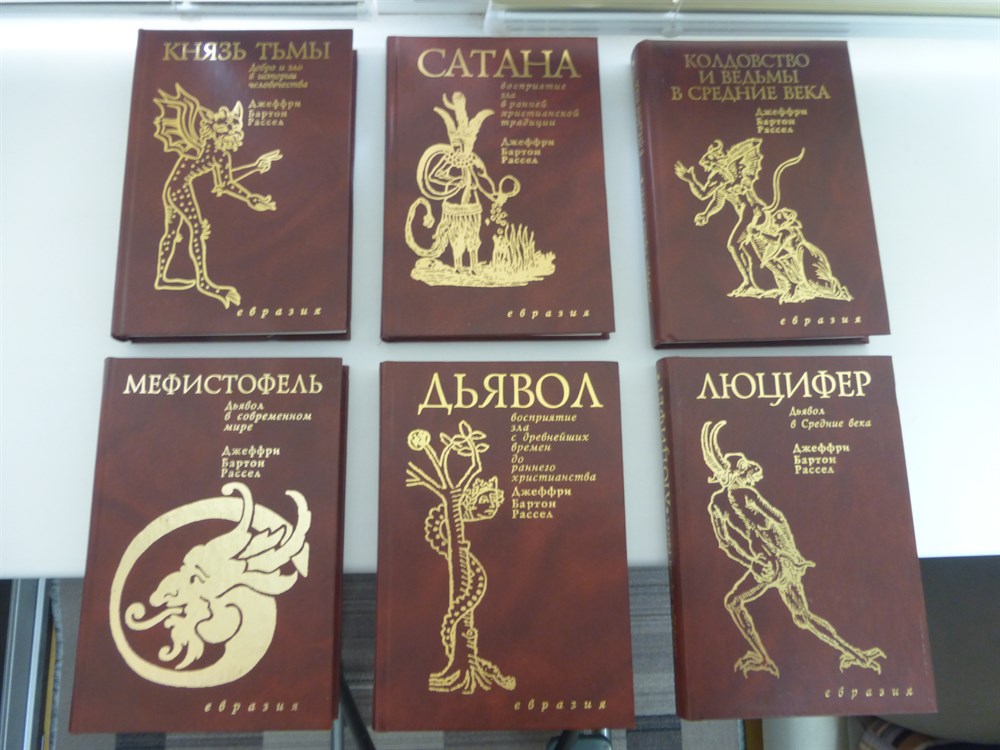 КНЯЗЬ ТЬМЫ
Добро и зло
в истории
человечества
Джеффри
Бартон
Рассел
евразия
САТАНА
восприятие
зла
в ранней
христианской
традиции
Джеффри
Бартон
Рассел
евразия
КОЛДОВСТВО
И ВЕДЬМЫ
В СРЕДНИЕ ВЕКА
Джеффри
Бартон
Рассел
евразия
МЕФИСТОФЕЛЬ
Дьявол
в современном
мире
Джеффри
Бартон
Рассел
евразия
ДЬЯВОЛ
восприятие
зла
с древнейших
времен
до
раннего
христианства
Джеффри
Бартон
Рассел
евразия
ЛЮЦИФЕР
Дьявол
в Средние века
Джеффри
Бартон
Рассел
евразия